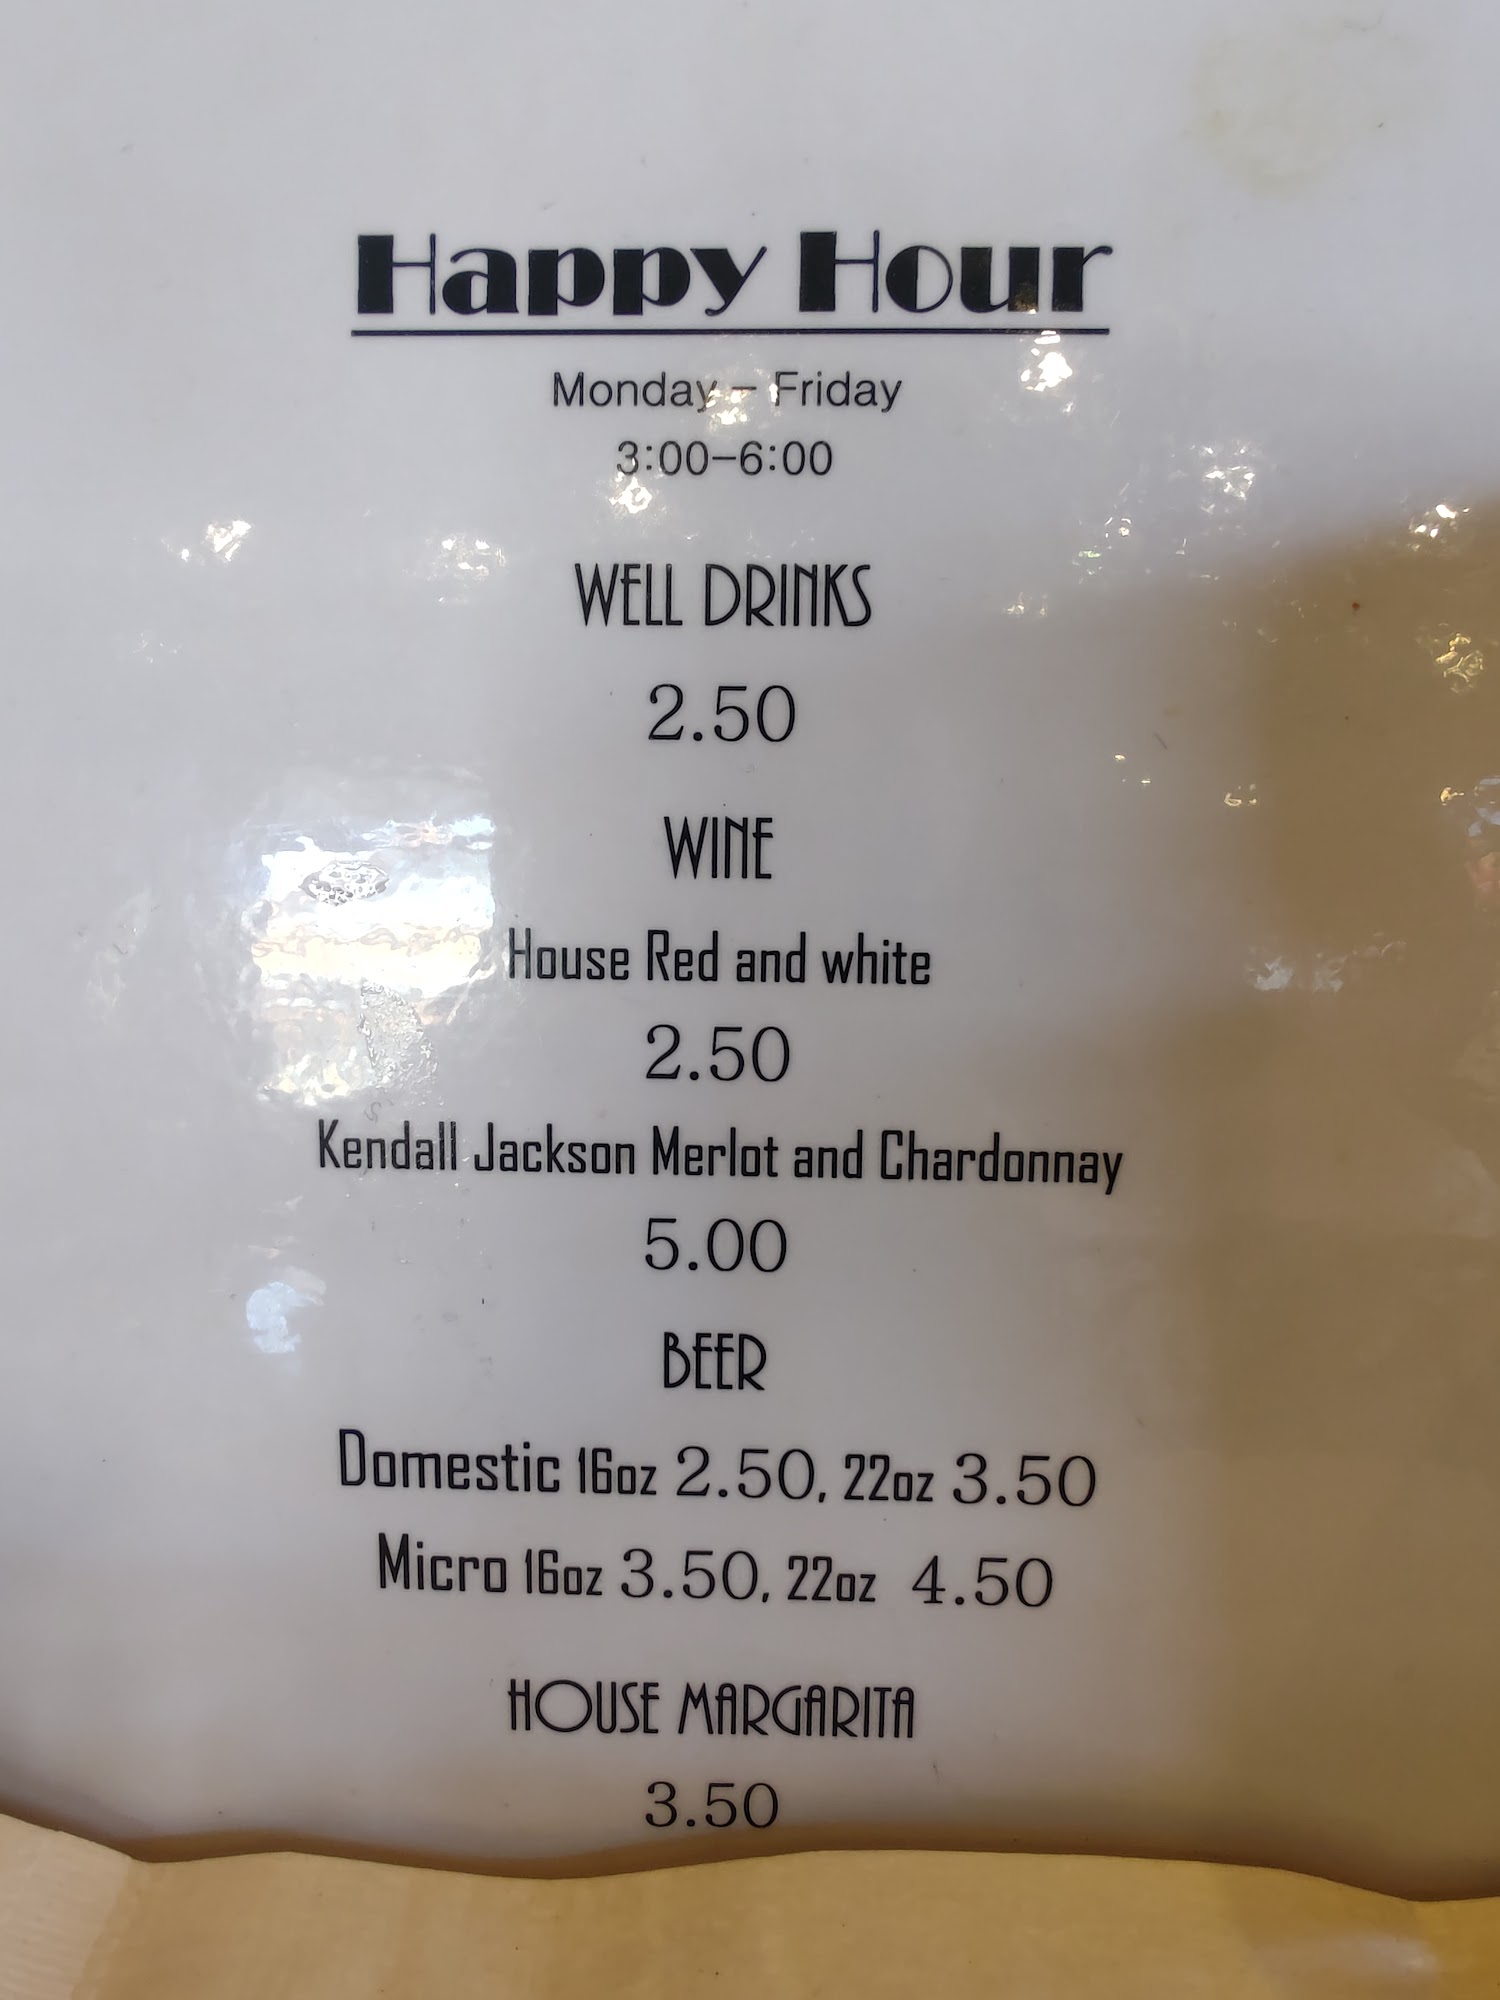 Happy Hour
Monday – Friday
3:00–6:00
WELL DRINKS
2.50
WINE
House Red and white
2.50
Kendall Jackson Merlot and Chardonnay
5.00
BEER
Domestic 16oz 2.50, 22oz 3.50
Micro 16oz 3.50, 22oz 4.50
HOUSE MARGARITA
3.50